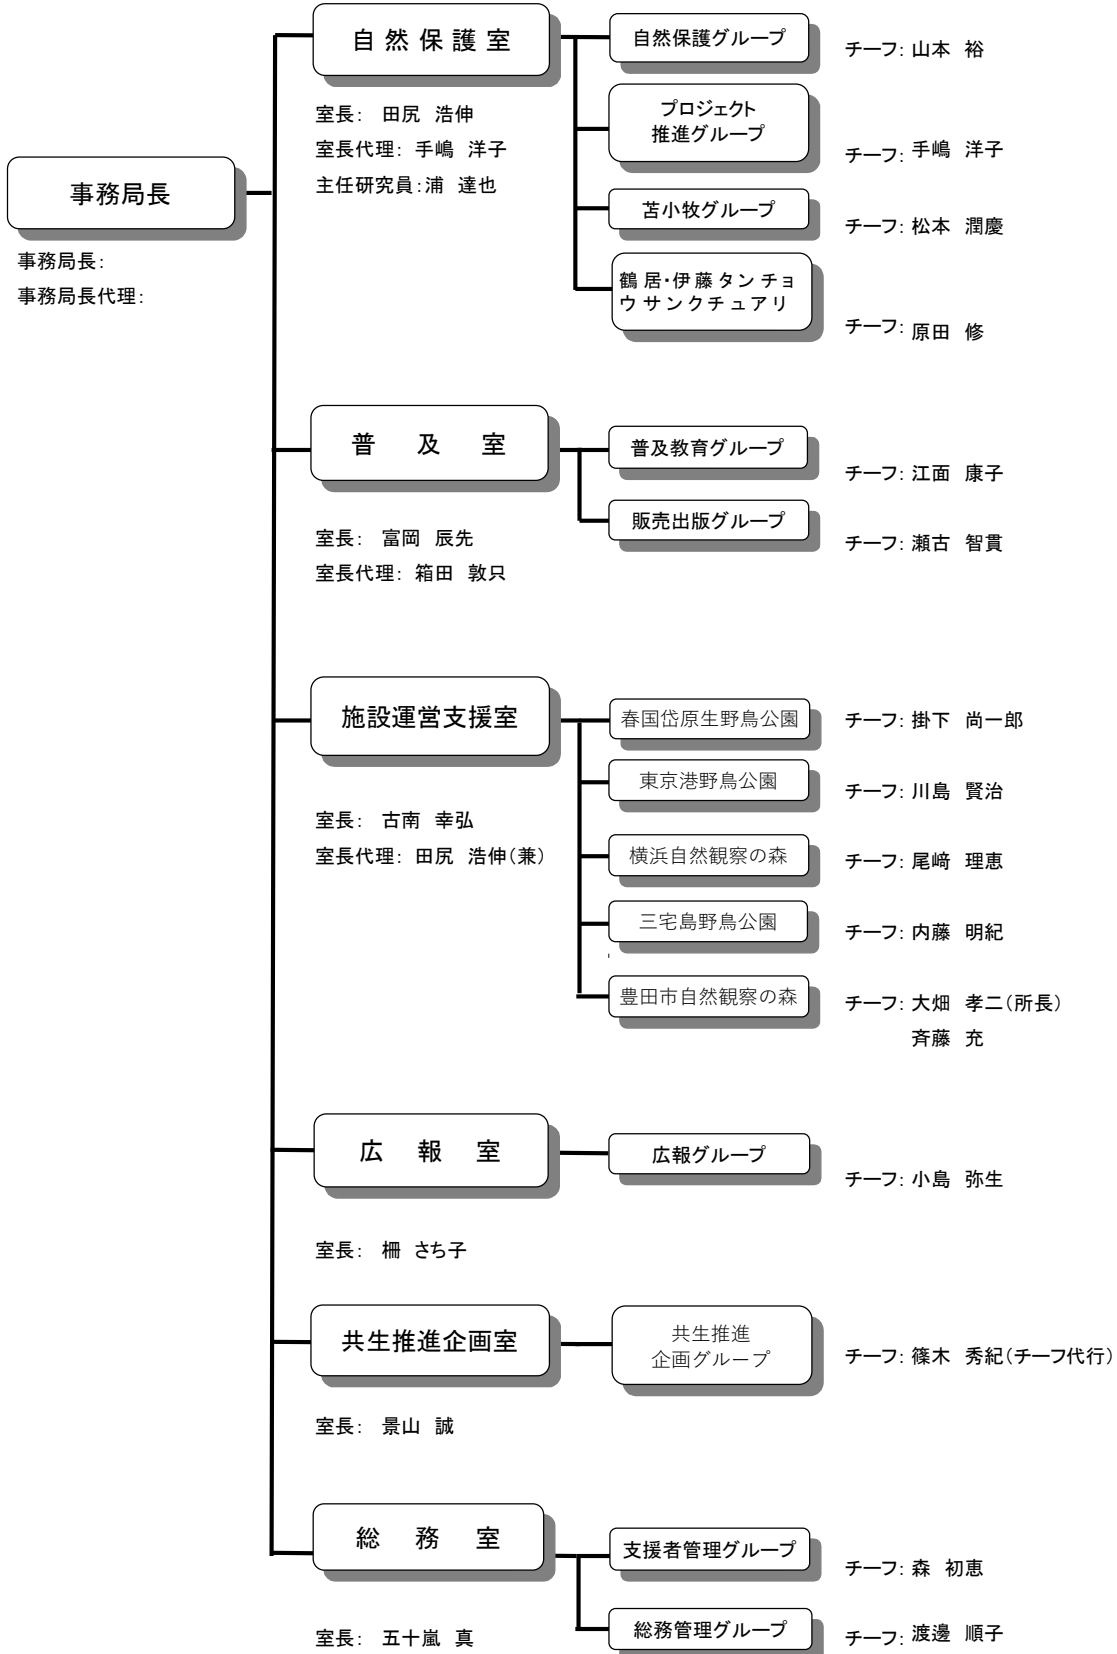 自然保護室
室長： 田尻 浩伸
室長代理： 手嶋 洋子
主任研究員：浦 達也
自然保護グループ
チーフ： 山本 裕
プロジェクト
推進グループ
チーフ： 手嶋 洋子
苫小牧グループ
チーフ： 松本 潤慶
鶴居・伊藤タンチョ
ウサンクチュアリ
チーフ： 原田 修
事務局長
事務局長：
事務局長代理：
普及室
室長： 富岡 辰先
室長代理： 箱田 敦只
普及教育グループ
チーフ： 江面 康子
販売出版グループ
チーフ： 瀬古 智貫
施設運営支援室
室長： 古南 幸弘
室長代理： 田尻 浩伸（兼）
春国岱原生野鳥公園
チーフ： 掛下 尚一郎
東京港野鳥公園
チーフ： 川島 賢治
横浜自然観察の森
チーフ： 尾﨑 理恵
三宅島野鳥公園
チーフ： 内藤 明紀
豊田市自然観察の森
チーフ： 大畑 孝二（所長）
斉藤 充
広報室
室長： 柵 さち子
広報グループ
チーフ： 小島 弥生
共生推進企画室
室長： 景山 誠
共生推進
企画グループ
チーフ： 篠木 秀紀（チーフ代行）
総務室
室長： 五十嵐 真
支援者管理グループ
チーフ： 森 初恵
総務管理グループ
チーフ： 渡邊 順子